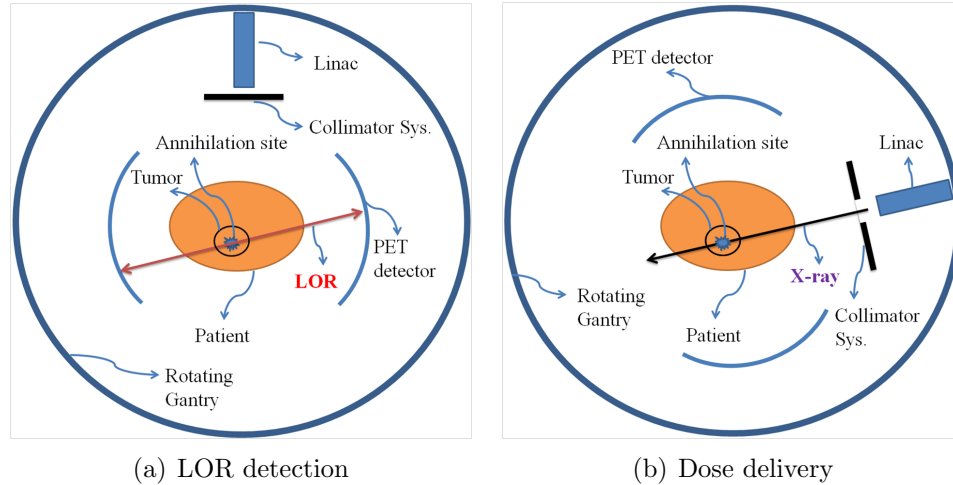 Linac
Collimator Sys.
Annihilation site
Tumor
PET
detector
LOR
Patient
Rotating
Gantry
(a) LOR detection
PET detector
Linac
Annihilation site
Tumor
X-ray
Rotating
Gantry
Patient
Collimator
Sys.
(b) Dose delivery